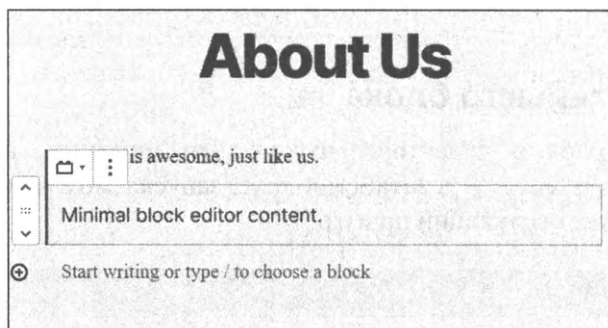 About Us
is awesome, just like us.
Minimal block editor content.
Start writing or type / to choose a block